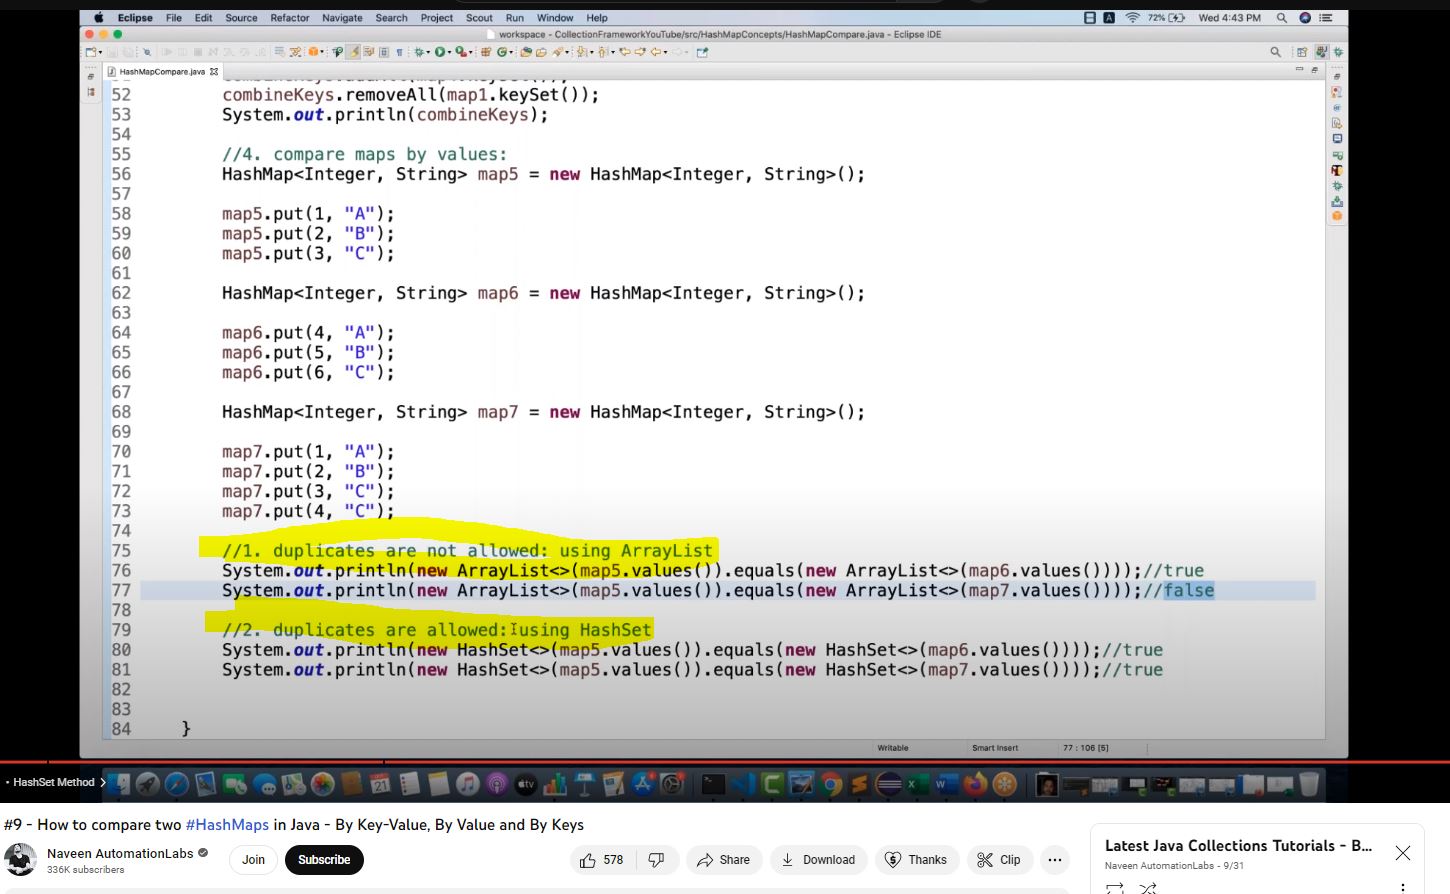 Eclipse File Edit Source Refactor Navigate Search Project Scout Run Window Help 72% Wed 4:43 PM
workspace - CollectionFrameworkYouTube/src/HashMapConcepts/HashMapCompare.java - Eclipse IDE
HashMapCompare.java
52 combineKeys.removeAll(map1.keySet());
53 System.out.println(combineKeys);
54
55 //4. compare maps by values:
56 HashMap<Integer, String> map5 = new HashMap<Integer, String>();
57
58 map5.put(1, "A");
59 map5.put(2, "B");
60 map5.put(3, "C");
61
62 HashMap<Integer, String> map6 = new HashMap<Integer, String>();
63
64 map6.put(4, "A");
65 map6.put(5, "B");
66 map6.put(6, "C");
67
68 HashMap<Integer, String> map7 = new HashMap<Integer, String>();
69
70 map7.put(1, "A");
71 map7.put(2, "B");
72 map7.put(3, "C");
73 map7.put(4, "C");
74
75 //1. duplicates are not allowed: using ArrayList
76 System.out.println(new ArrayList<>(map5.values()).equals(new ArrayList<>(map6.values())));//true
77 System.out.println(new ArrayList<>(map5.values()).equals(new ArrayList<>(map7.values())));//false
78
79 //2. duplicates are allowed: using HashSet
80 System.out.println(new HashSet<>(map5.values()).equals(new HashSet<>(map6.values())));//true
81 System.out.println(new HashSet<>(map5.values()).equals(new HashSet<>(map7.values())));//true
82
83
84 }
Writable Smart Insert 77 : 106 [5]
• HashSet Method
#9 - How to compare two #HashMaps in Java - By Key-Value, By Value and By Keys
Naveen AutomationLabs
336K subscribers
Join Subscribe 578 Share Download Thanks Clip
Latest Java Collections Tutorials - B...
Naveen AutomationLabs - 9/31